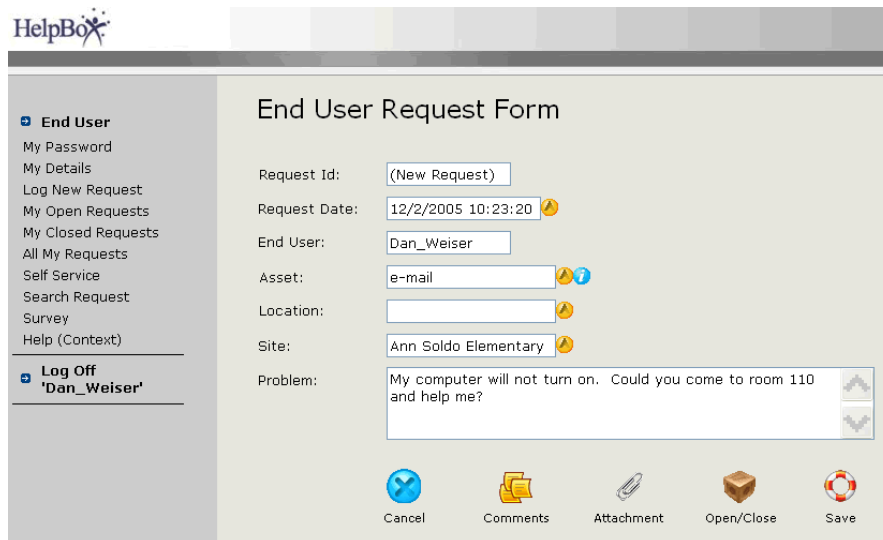 HelpBox
End User
My Password
My Details
Log New Request
My Open Requests
My Closed Requests
All My Requests
Self Service
Search Request
Survey
Help (Context)
Log Off
'Dan_Weiser'
End User Request Form
Request Id: (New Request)
Request Date: 12/2/2005 10:23:20
End User: Dan_Weiser
Asset: e-mail
Location:
Site: Ann Soldo Elementary
Problem: My computer will not turn on. Could you come to room 110
and help me?
Cancel Comments Attachment Open/Close Save